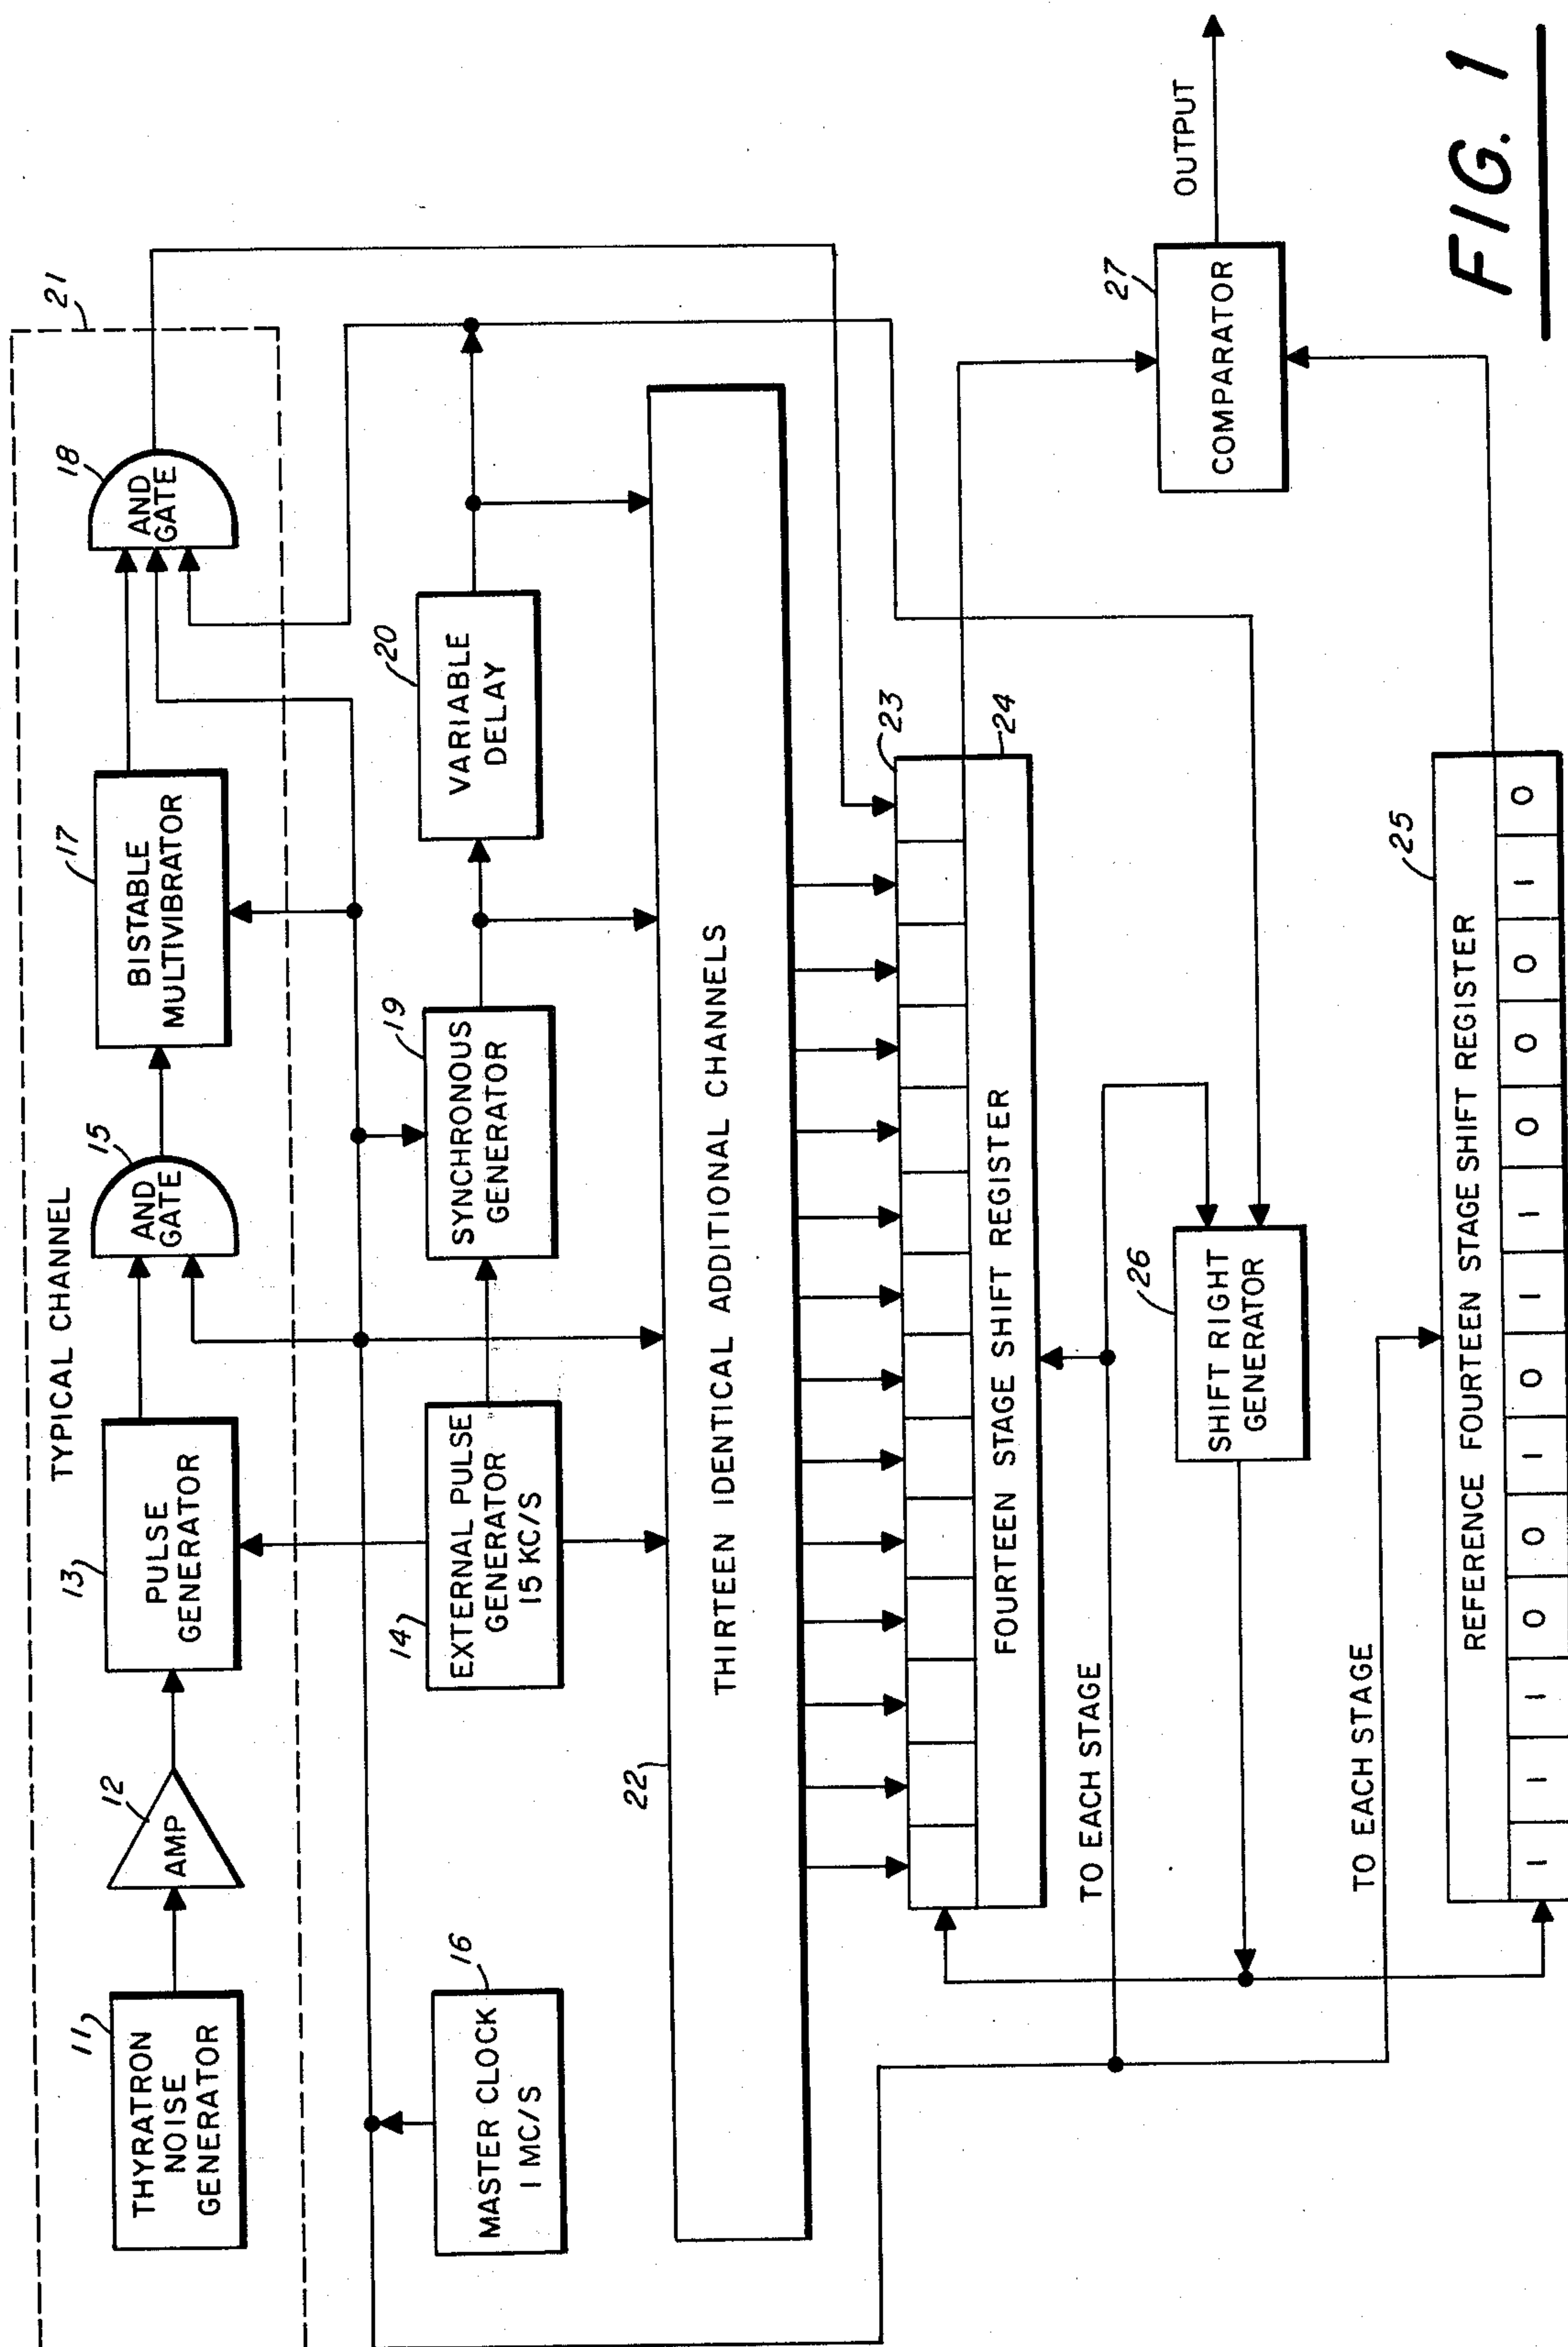 TYPICAL CHANNEL
21
11
THYRATRON
NOISE
GENERATOR
12
AMP
13
PULSE
GENERATOR
15
AND
GATE
17
BISTABLE
MULTIVIBRATOR
18
AND
GATE
16
MASTER CLOCK
1 MC/S
14
EXTERNAL PULSE
GENERATOR
15 KC/S
19
SYNCHRONOUS
GENERATOR
20
VARIABLE
DELAY
22
THIRTEEN IDENTICAL ADDITIONAL CHANNELS
23
FOURTEEN STAGE SHIFT REGISTER
24
TO EACH STAGE
26
SHIFT RIGHT
GENERATOR
27
COMPARATOR
OUTPUT
TO EACH STAGE
25
REFERENCE FOURTEEN STAGE SHIFT REGISTER
1 1 1 0 0 1 0 1 1 0 0 0 1 0
FIG. 1